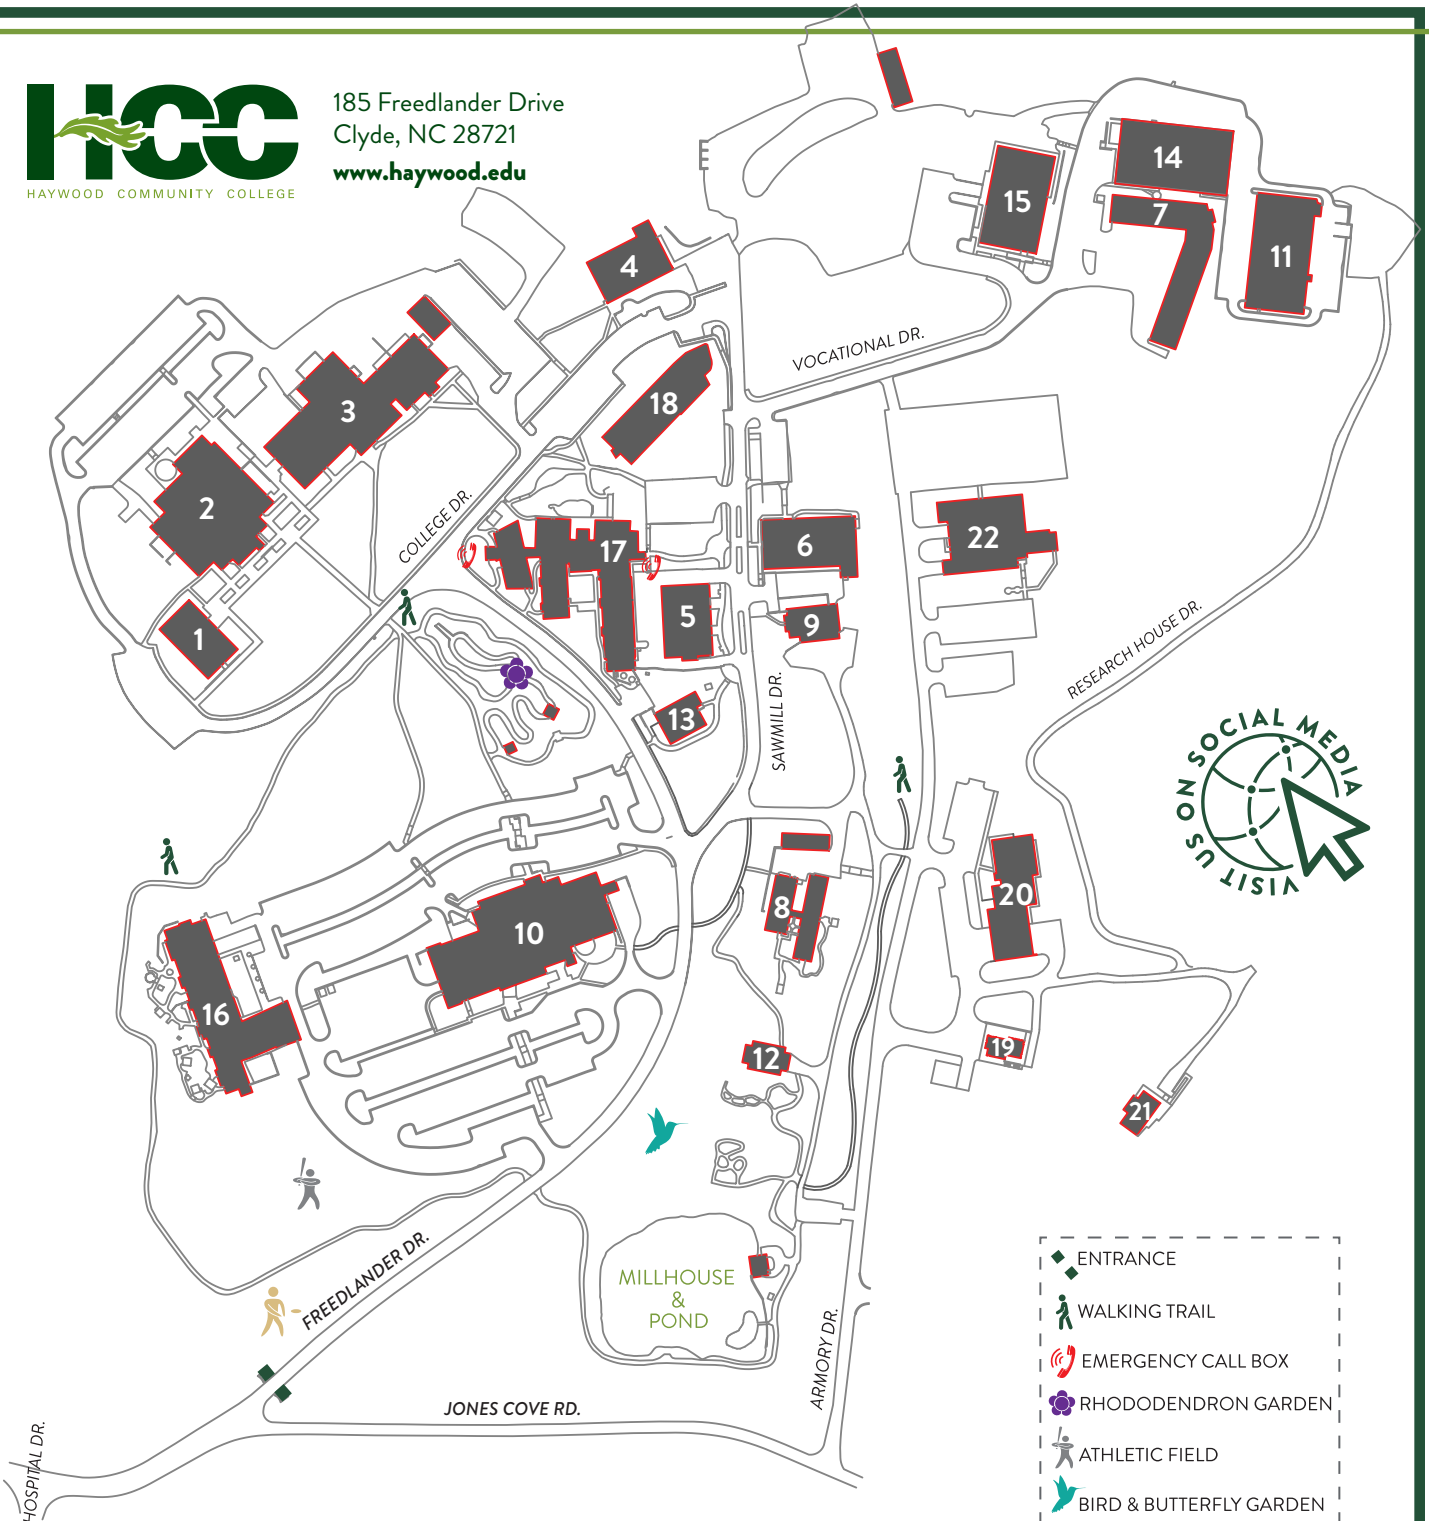 HCC
HAYWOOD COMMUNITY COLLEGE
185 Freedlander Drive
Clyde, NC 28721
www.haywood.edu
14
15
7
11
4
VOCATIONAL DR.
18
3
2
COLLEGE DR.
17
6
22
5
9
1
RESEARCH HOUSE DR.
SAWMILL DR.
13
VISIT US ON SOCIAL MEDIA
20
8
10
16
12
19
21
FREEDLANDER DR.
MILLHOUSE
&
POND
ARMORY DR.
JONES COVE RD.
HOSPITAL DR.
ENTRANCE
WALKING TRAIL
EMERGENCY CALL BOX
RHODODENDRON GARDEN
ATHLETIC FIELD
BIRD & BUTTERFLY GARDEN